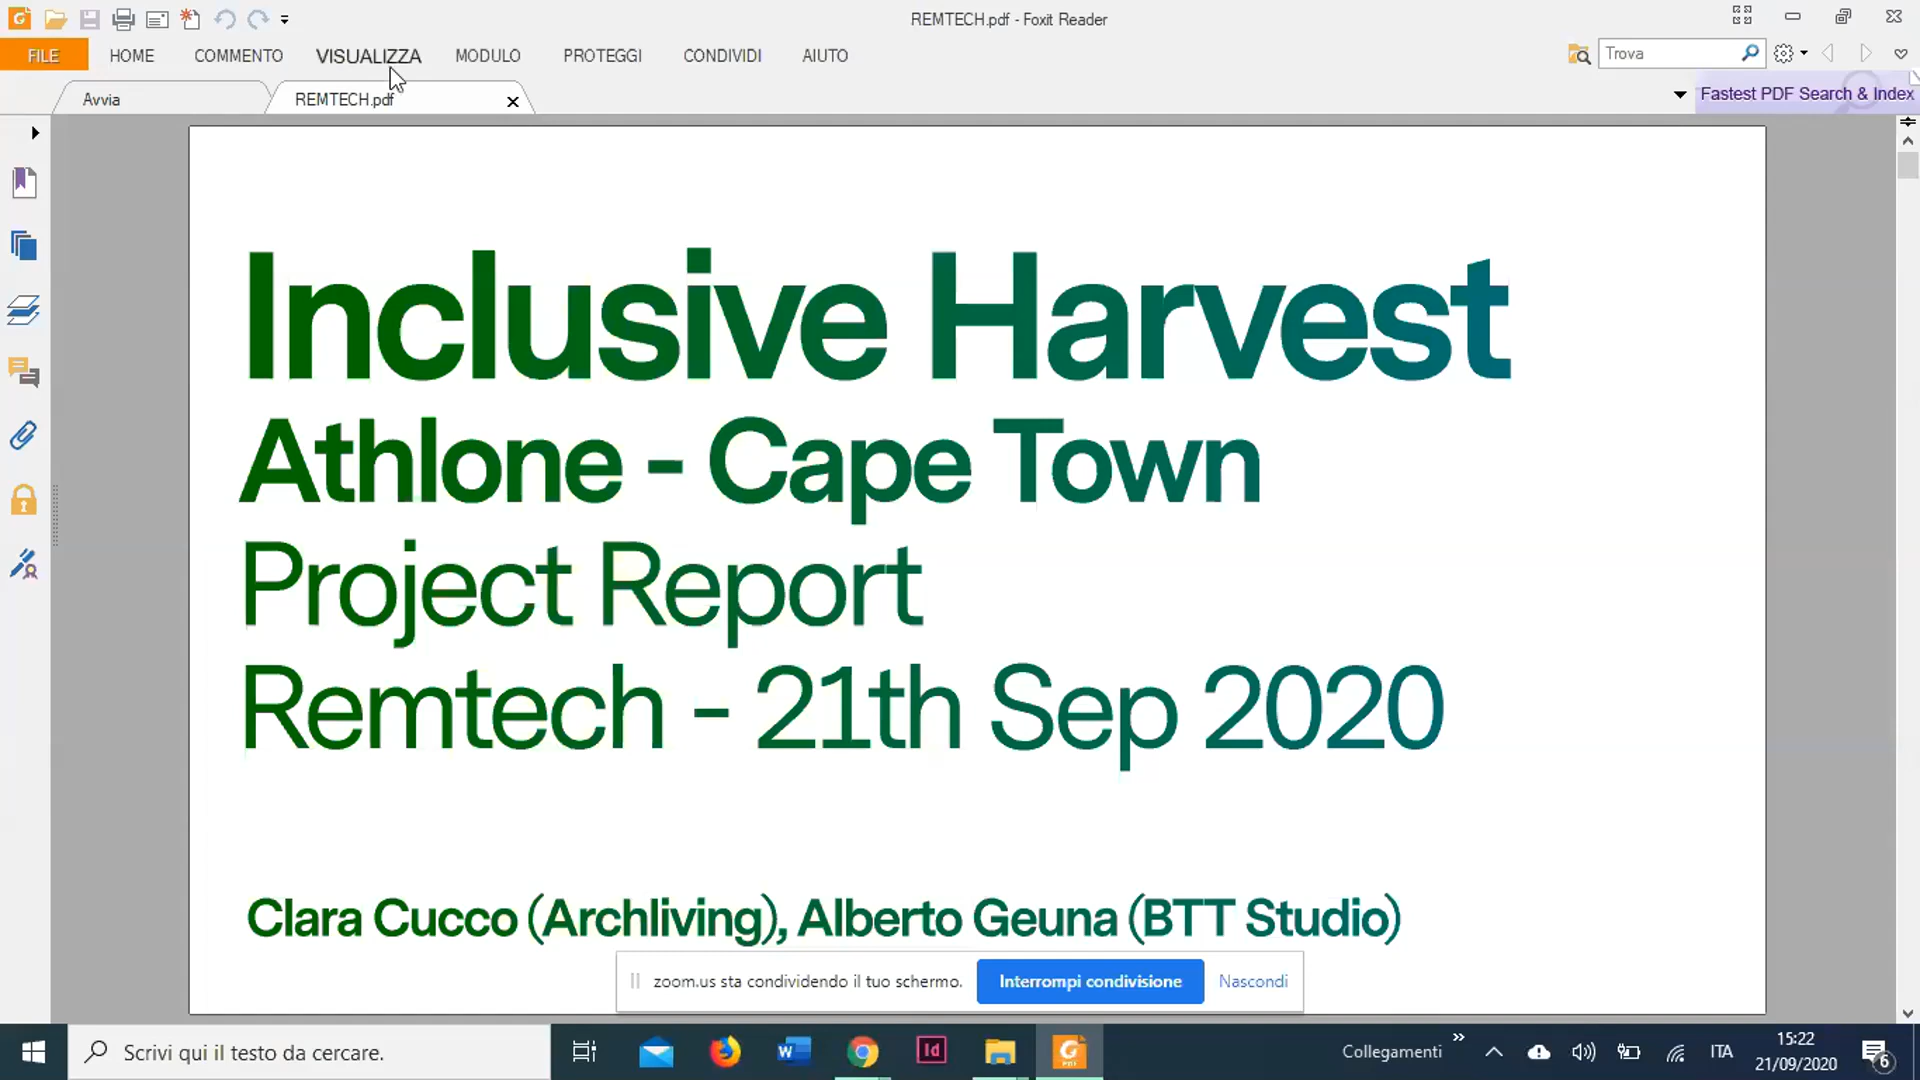 REMTECH.pdf - Foxit Reader
FILE HOME COMMENTO VISUALIZZA MODULO PROTEGGI CONDIVIDI AIUTO Trova
Avvia REMTECH.pdf Fastest PDF Search & Index
Inclusive Harvest
Athlone - Cape Town
Project Report
Remtech - 21th Sep 2020
Clara Cucco (Archliving), Alberto Geuna (BTT Studio)
zoom.us sta condividendo il tuo schermo. Interrompi condivisione Nascondi
Scrivi qui il testo da cercare. Collegamenti ITA 15:22
21/09/2020 6